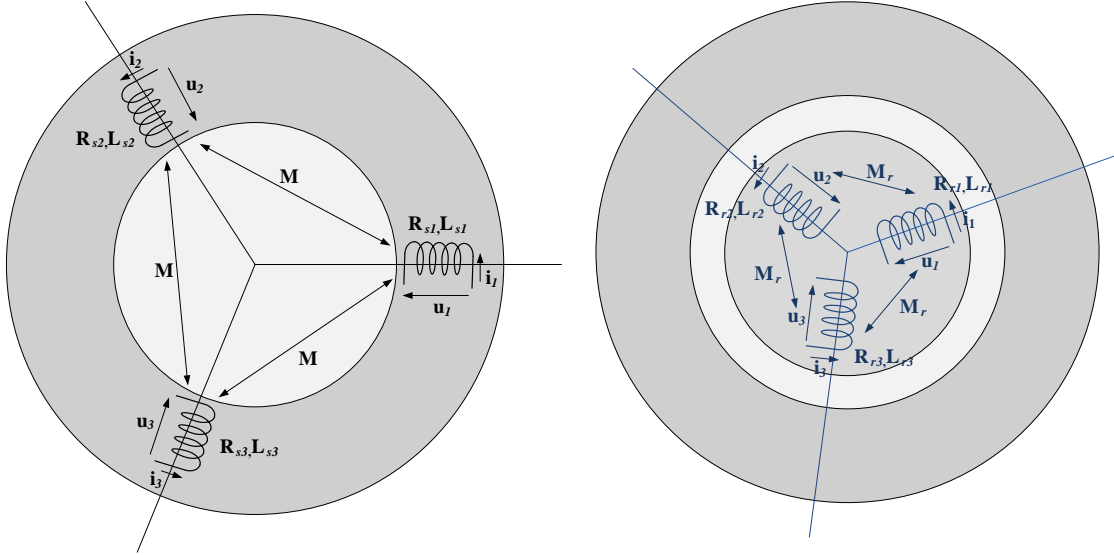 i2
u2
Rs2,Ls2
M
Rs1,Ls1
M
i1
u1
M
u3
Rs3,Ls3
i3
i2
u2
Mr
Rr1,Lr1
Rr2,Lr2
i1
u1
Mr
Mr
u3
Rr3,Lr3
i3